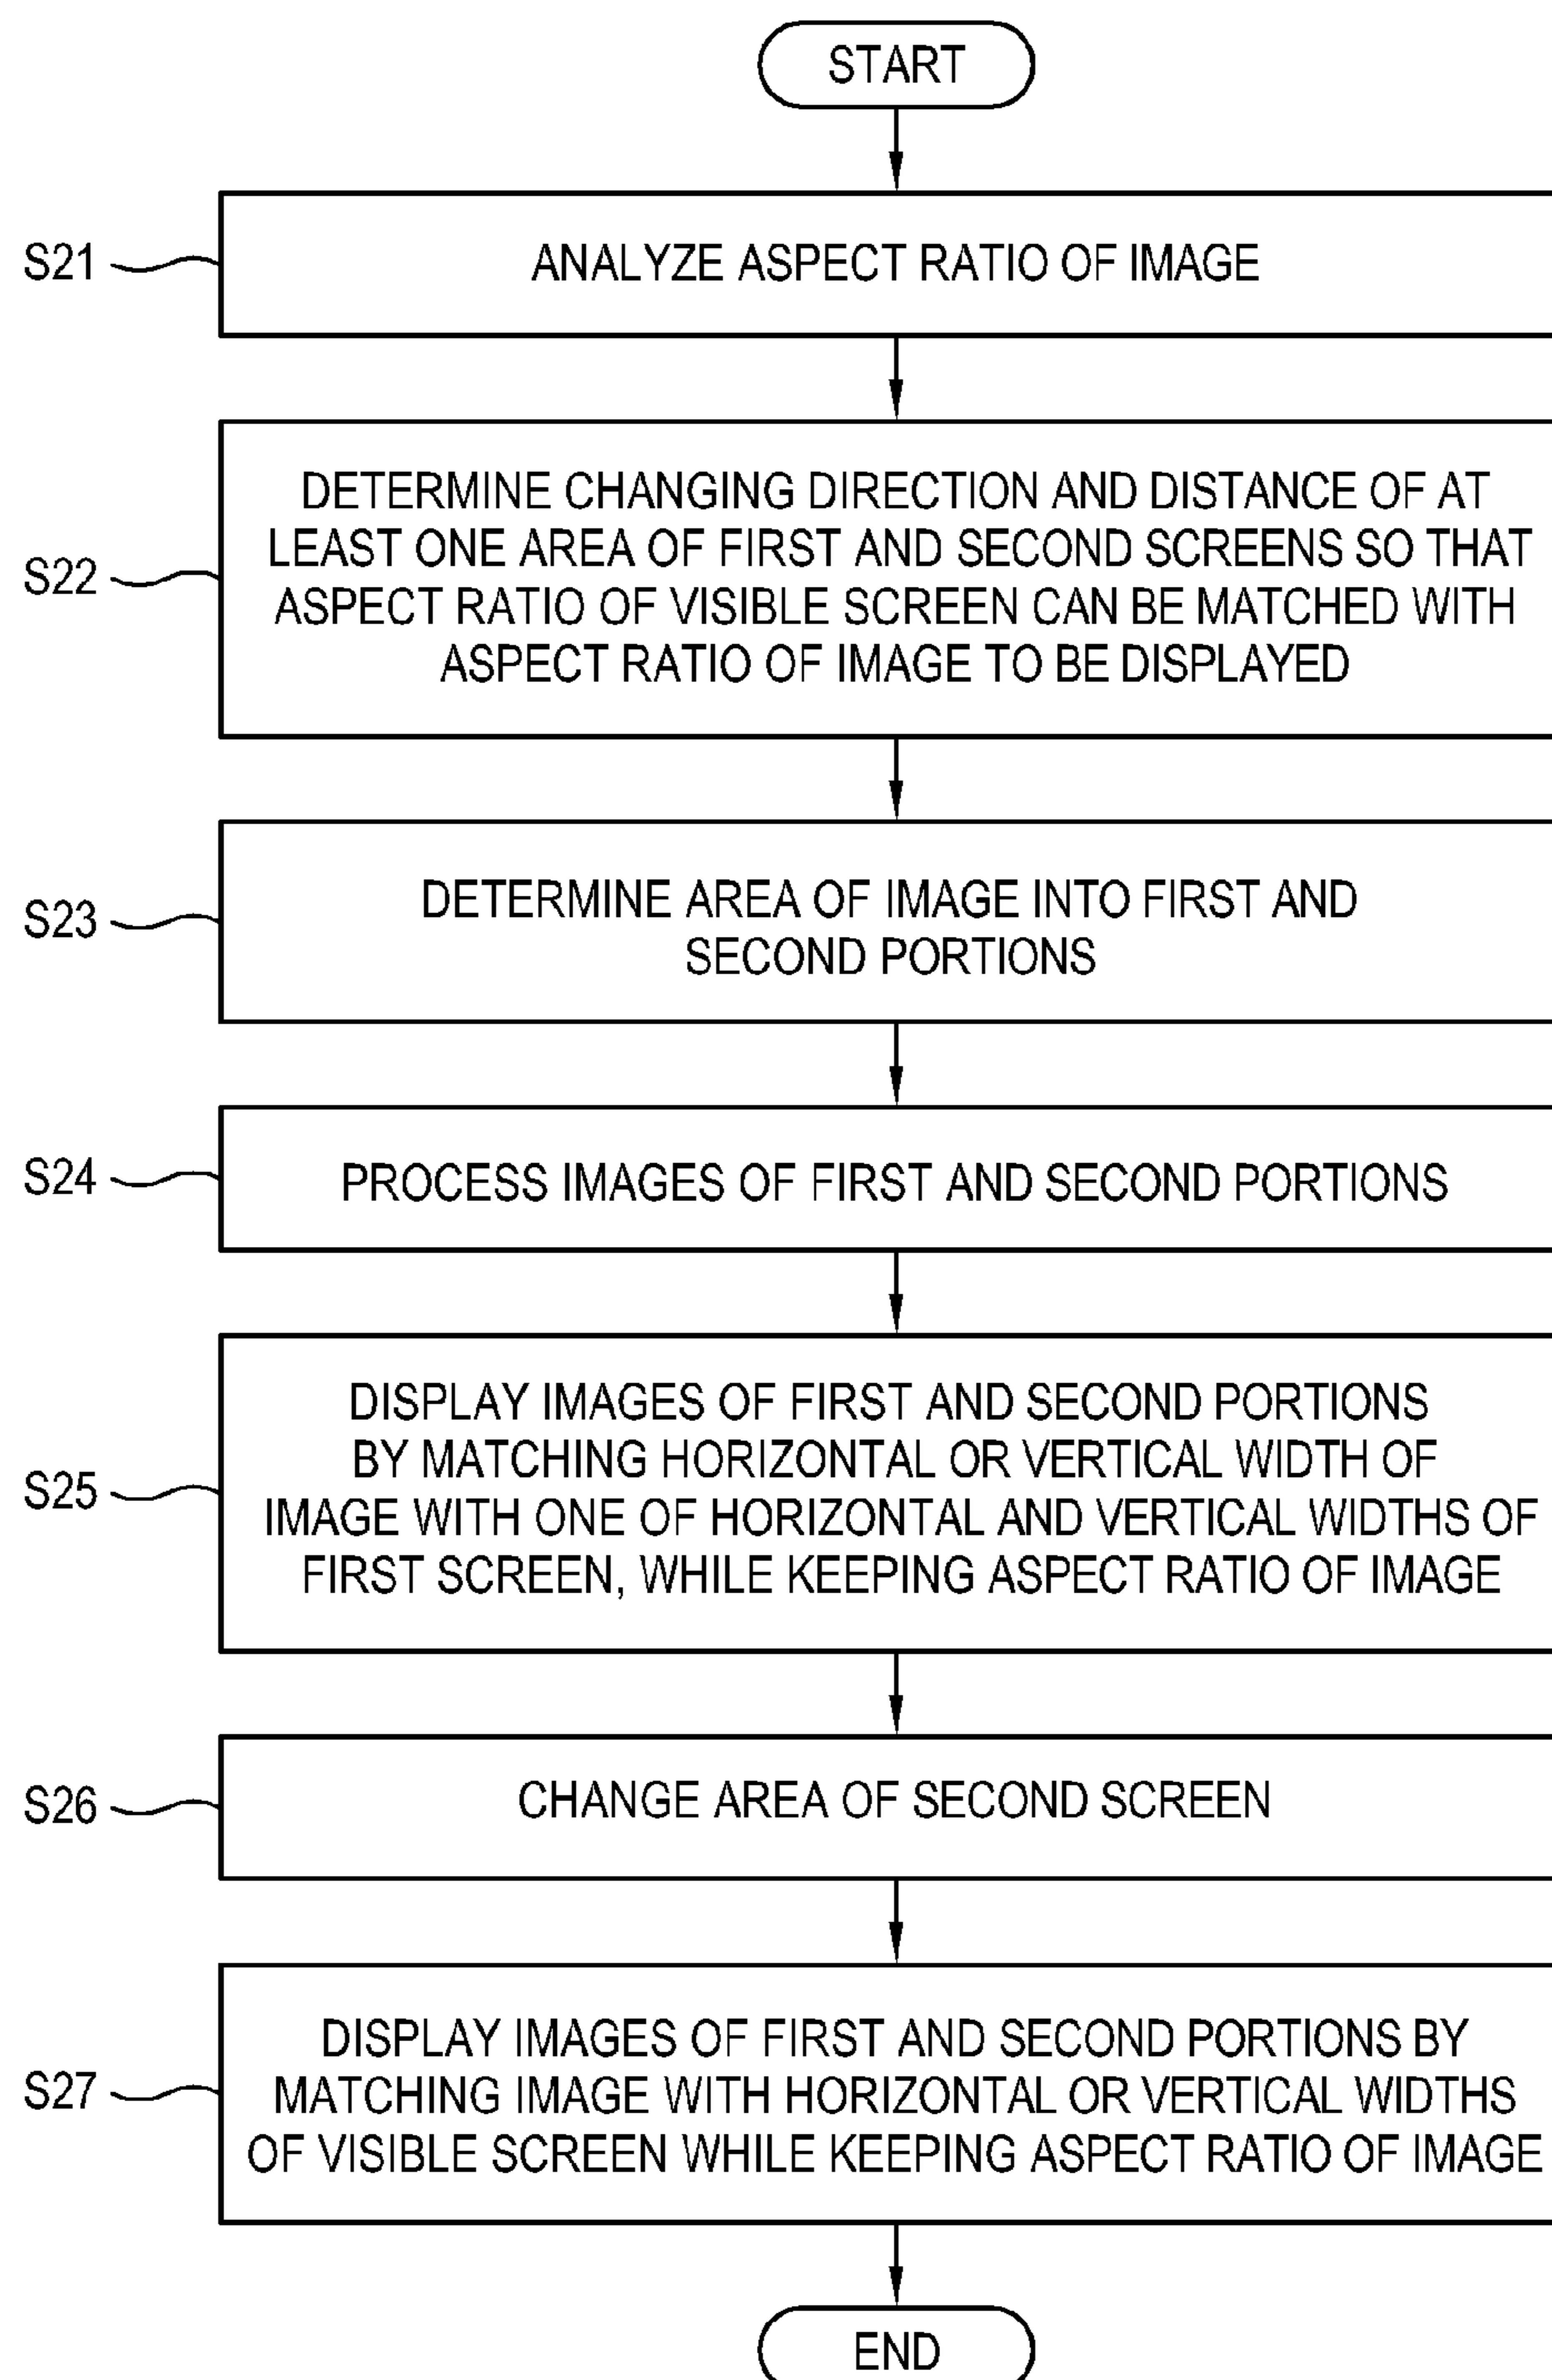 START
S21
ANALYZE ASPECT RATIO OF IMAGE
S22
DETERMINE CHANGING DIRECTION AND DISTANCE OF AT
LEAST ONE AREA OF FIRST AND SECOND SCREENS SO THAT
ASPECT RATIO OF VISIBLE SCREEN CAN BE MATCHED WITH
ASPECT RATIO OF IMAGE TO BE DISPLAYED
S23
DETERMINE AREA OF IMAGE INTO FIRST AND
SECOND PORTIONS
S24
PROCESS IMAGES OF FIRST AND SECOND PORTIONS
S25
DISPLAY IMAGES OF FIRST AND SECOND PORTIONS
BY MATCHING HORIZONTAL OR VERTICAL WIDTH OF
IMAGE WITH ONE OF HORIZONTAL AND VERTICAL WIDTHS OF
FIRST SCREEN, WHILE KEEPING ASPECT RATIO OF IMAGE
S26
CHANGE AREA OF SECOND SCREEN
S27
DISPLAY IMAGES OF FIRST AND SECOND PORTIONS BY
MATCHING IMAGE WITH HORIZONTAL OR VERTICAL WIDTHS
OF VISIBLE SCREEN WHILE KEEPING ASPECT RATIO OF IMAGE
END